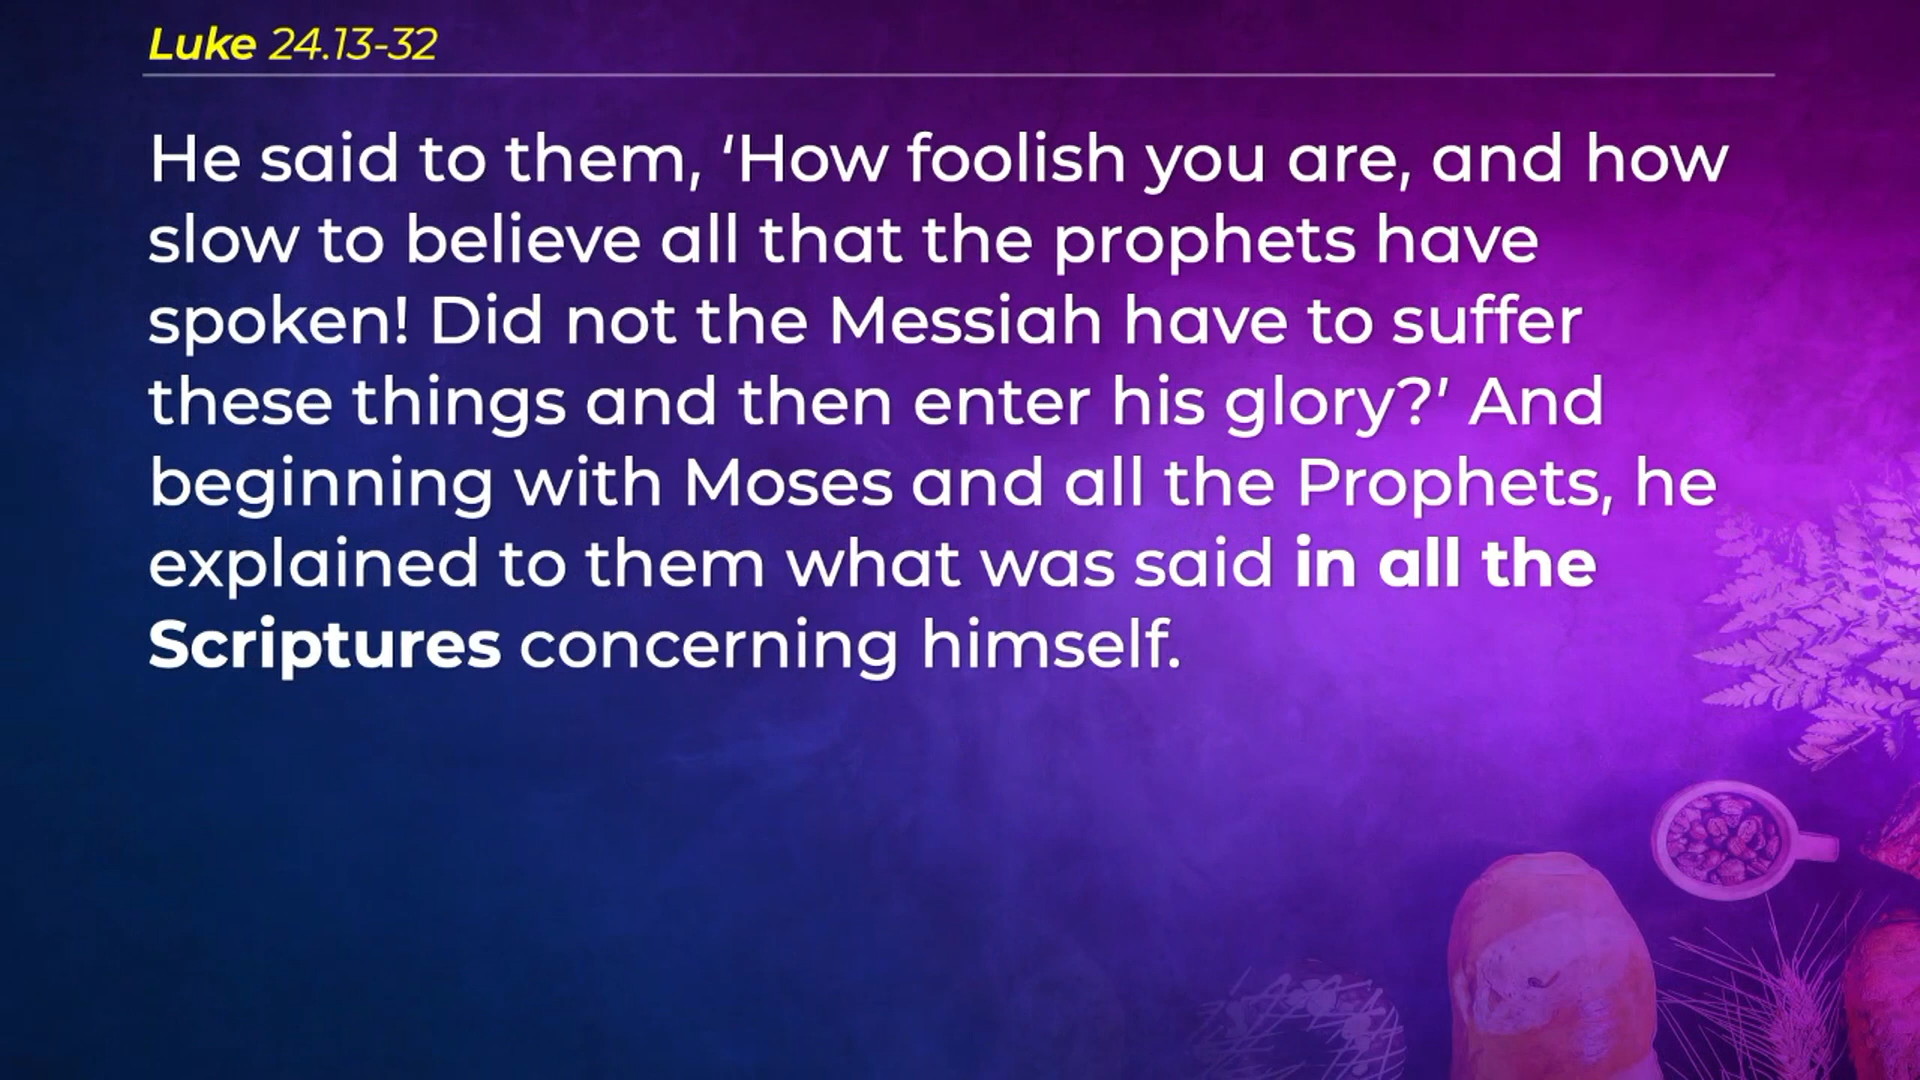 Luke 24.13-32
He said to them, ‘How foolish you are, and how
slow to believe all that the prophets have
spoken! Did not the Messiah have to suffer
these things and then enter his glory?’ And
beginning with Moses and all the Prophets, he
explained to them what was said in all the
Scriptures concerning himself.